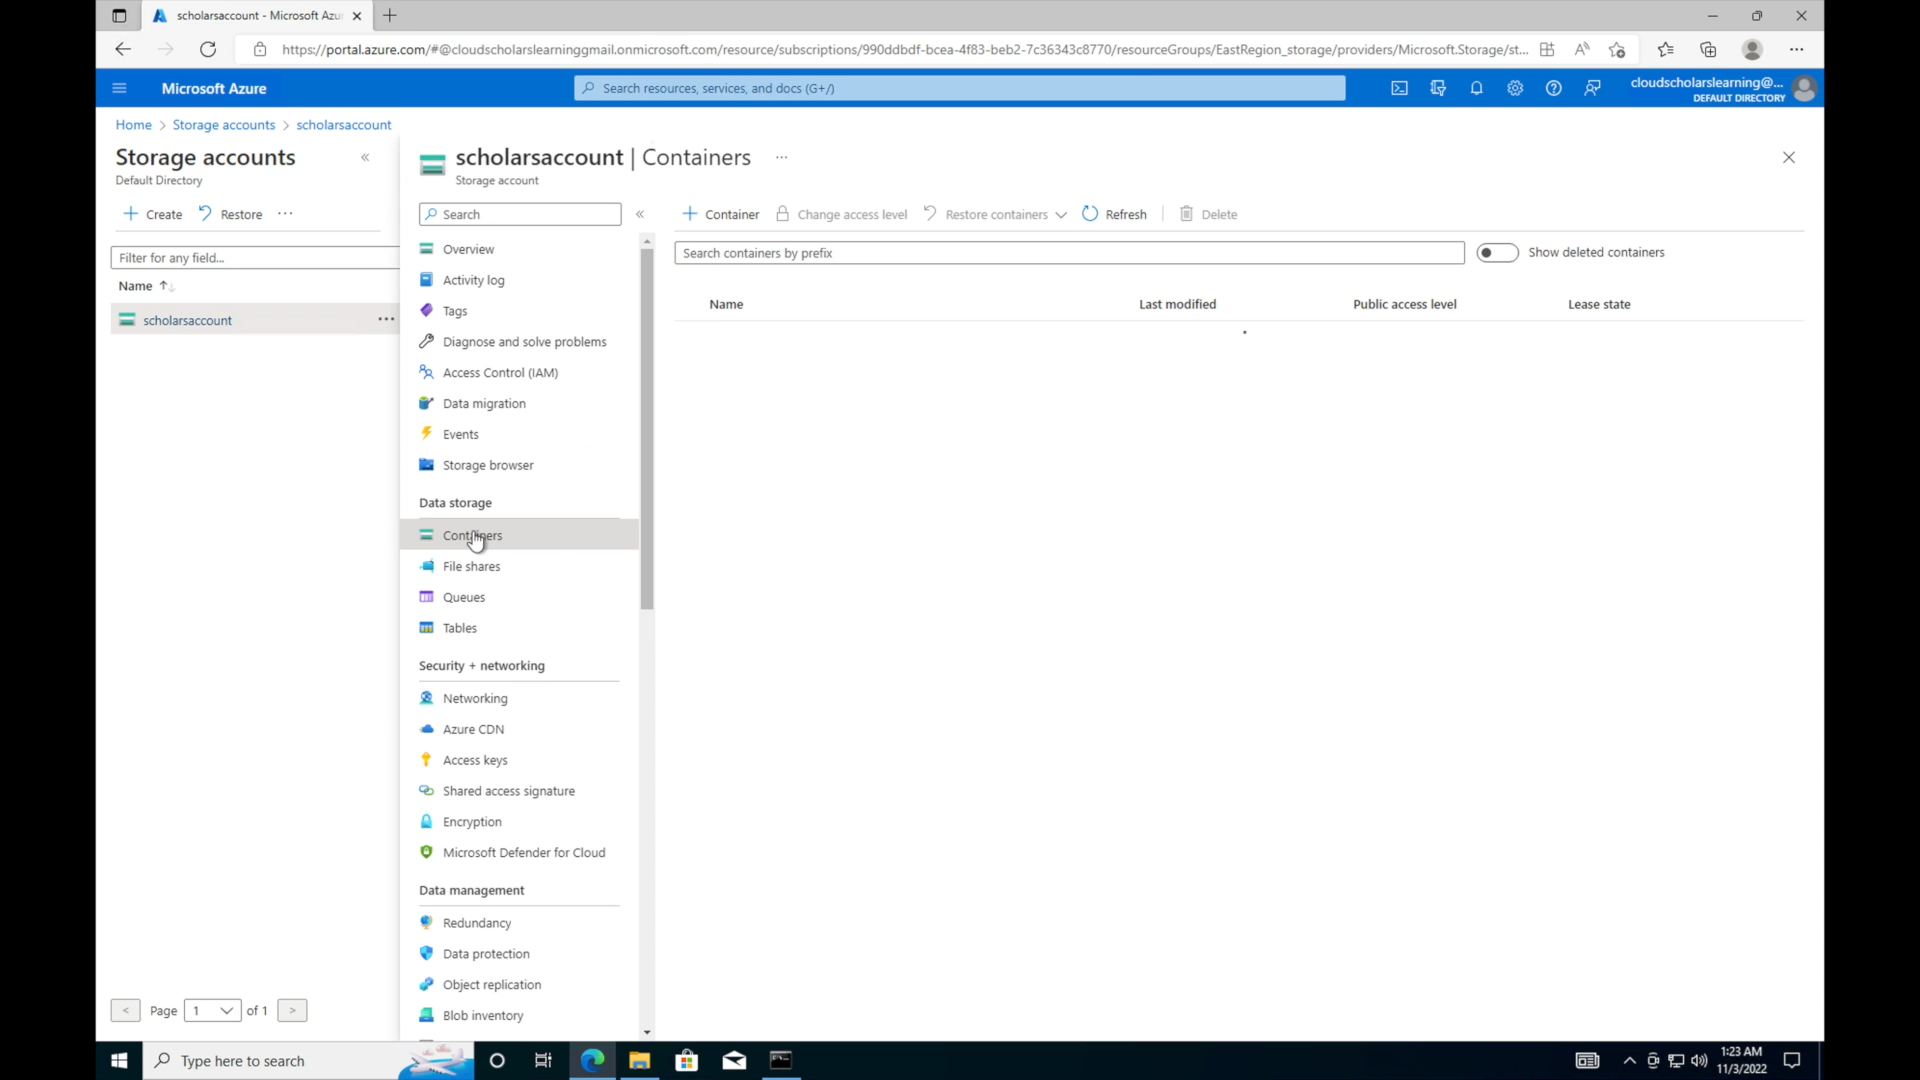 scholarsaccount - Microsoft Azu
https://portal.azure.com/#@cloudscholarslearninggmail.onmicrosoft.com/resource/subscriptions/990ddbdf-bcea-4f83-beb2-7c36343c8770/resourceGroups/EastRegion_storage/providers/Microsoft.Storage/st...
Microsoft Azure
Search resources, services, and docs (G+/)
cloudscholarslearning@...
DEFAULT DIRECTORY
Home > Storage accounts > scholarsaccount
Storage accounts
Default Directory
Create
Restore
Filter for any field...
Name
scholarsaccount
Page 1 of 1
scholarsaccount | Containers
Storage account
Search
Overview
Activity log
Tags
Diagnose and solve problems
Access Control (IAM)
Data migration
Events
Storage browser
Data storage
Containers
File shares
Queues
Tables
Security + networking
Networking
Azure CDN
Access keys
Shared access signature
Encryption
Microsoft Defender for Cloud
Data management
Redundancy
Data protection
Object replication
Blob inventory
Container
Change access level
Restore containers
Refresh
Delete
Search containers by prefix
Show deleted containers
Name
Last modified
Public access level
Lease state
Type here to search
1:23 AM
11/3/2022